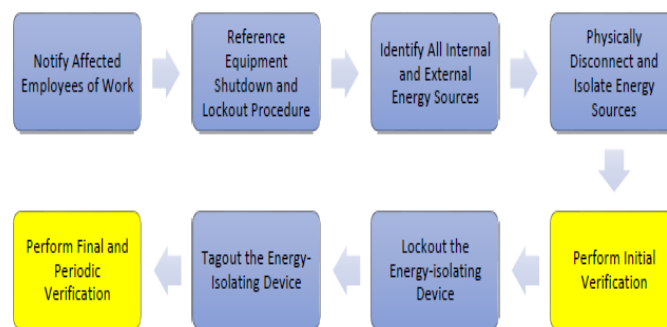 Notify Affected
Employees of Work
Reference
Equipment
Shutdown and
Lockout Procedure
Identify All Internal
and External
Energy Sources
Physically
Disconnect and
Isolate Energy
Sources
Perform Initial
Verification
Lockout the
Energy-isolating
Device
Tagout the Energy-
Isolating Device
Perform Final and
Periodic
Verification